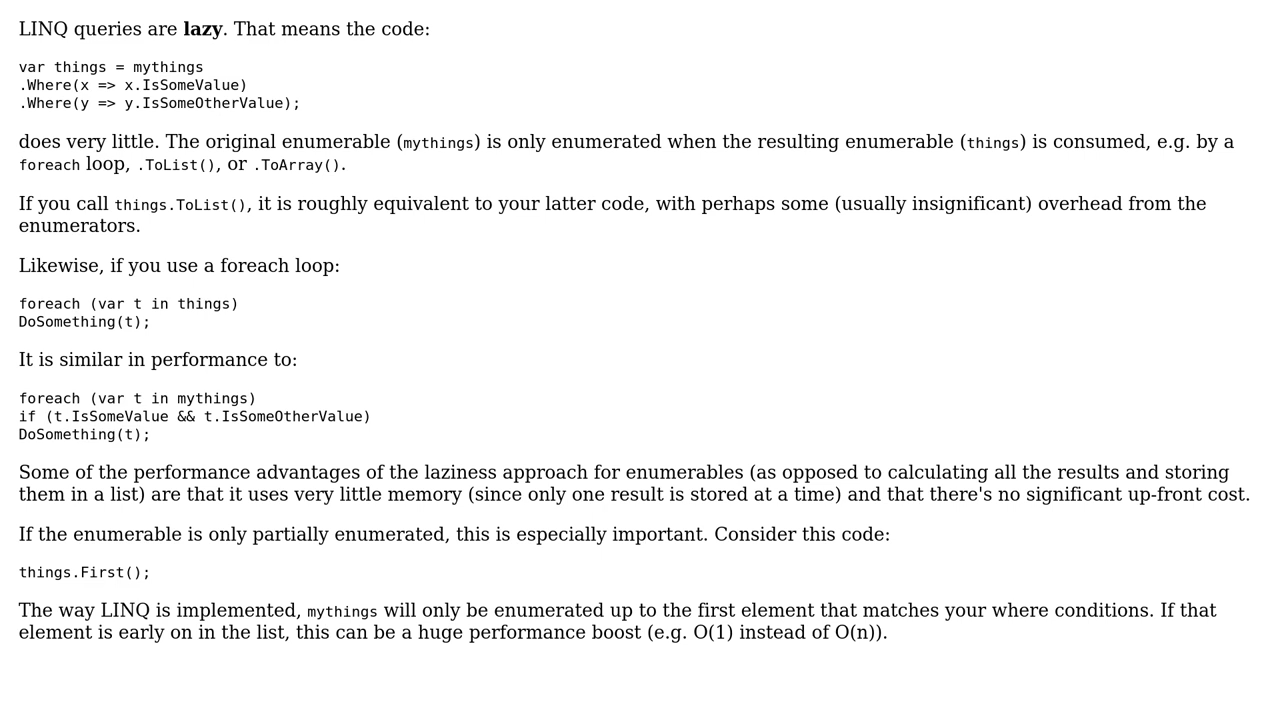 LINQ queries are lazy. That means the code:
var things = mythings
.Where(x => x.IsSomeValue)
.Where(y => y.IsSomeOtherValue);
does very little. The original enumerable (mythings) is only enumerated when the resulting enumerable (things) is consumed, e.g. by a
foreach loop, .ToList(), or .ToArray().
If you call things.ToList(), it is roughly equivalent to your latter code, with perhaps some (usually insignificant) overhead from the
enumerators.
Likewise, if you use a foreach loop:
foreach (var t in things)
DoSomething(t);
It is similar in performance to:
foreach (var t in mythings)
if (t.IsSomeValue && t.IsSomeOtherValue)
DoSomething(t);
Some of the performance advantages of the laziness approach for enumerables (as opposed to calculating all the results and storing
them in a list) are that it uses very little memory (since only one result is stored at a time) and that there's no significant up-front cost.
If the enumerable is only partially enumerated, this is especially important. Consider this code:
things.First();
The way LINQ is implemented, mythings will only be enumerated up to the first element that matches your where conditions. If that
element is early on in the list, this can be a huge performance boost (e.g. O(1) instead of O(n)).